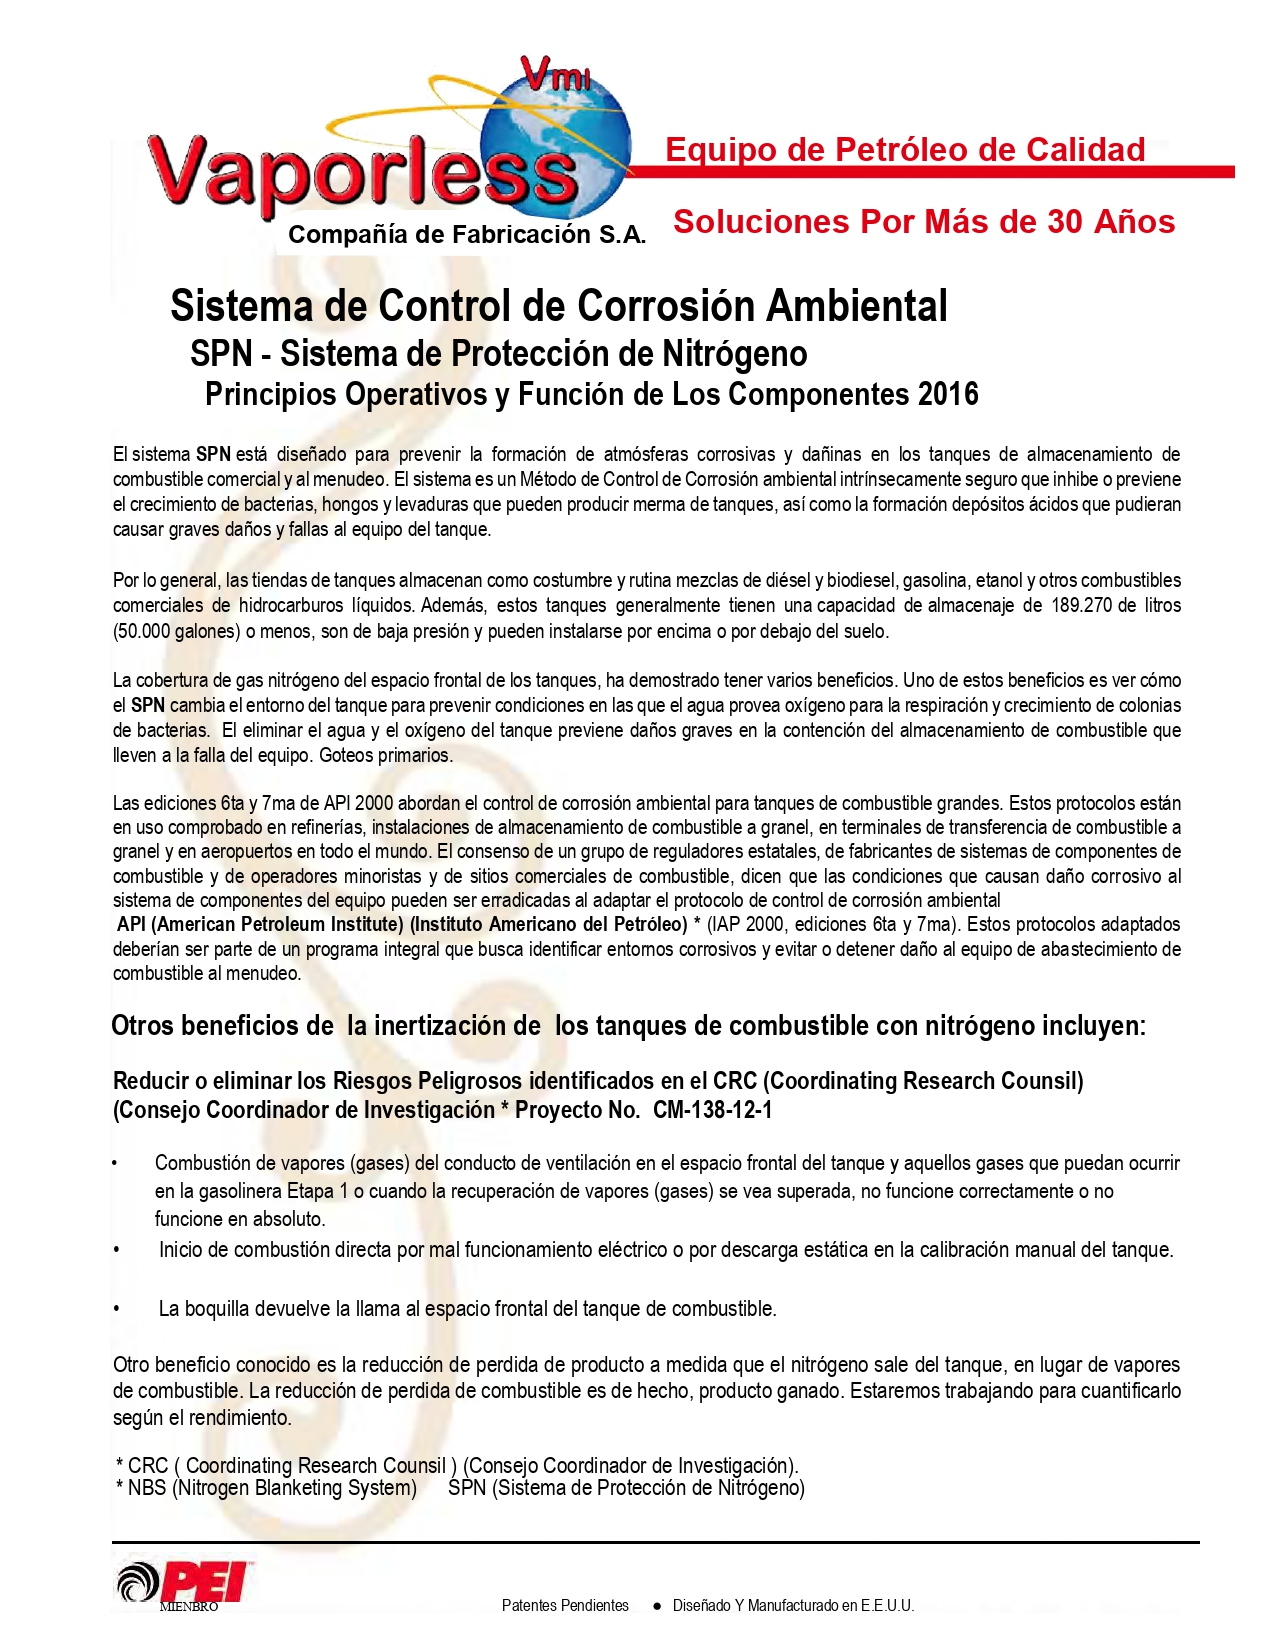 Vmi
Vaporless
Compañía de Fabricación S.A.
Equipo de Petróleo de Calidad
Soluciones Por Más de 30 Años
Sistema de Control de Corrosión Ambiental
SPN - Sistema de Protección de Nitrógeno
Principios Operativos y Función de Los Componentes 2016
El sistema SPN está diseñado para prevenir la formación de atmósferas corrosivas y dañinas en los tanques de almacenamiento de
combustible comercial y al menudeo. El sistema es un Método de Control de Corrosión ambiental intrínsecamente seguro que inhibe o previene
el crecimiento de bacterias, hongos y levaduras que pueden producir merma de tanques, así como la formación depósitos ácidos que pudieran
causar graves daños y fallas al equipo del tanque.
Por lo general, las tiendas de tanques almacenan como costumbre y rutina mezclas de diésel y biodiesel, gasolina, etanol y otros combustibles
comerciales de hidrocarburos líquidos. Además, estos tanques generalmente tienen una capacidad de almacenaje de 189.270 de litros
(50.000 galones) o menos, son de baja presión y pueden instalarse por encima o por debajo del suelo.
La cobertura de gas nitrógeno del espacio frontal de los tanques, ha demostrado tener varios beneficios. Uno de estos beneficios es ver cómo
el SPN cambia el entorno del tanque para prevenir condiciones en las que el agua provea oxígeno para la respiración y crecimiento de colonias
de bacterias. El eliminar el agua y el oxígeno del tanque previene daños graves en la contención del almacenamiento de combustible que
lleven a la falla del equipo. Goteos primarios.
Las ediciones 6ta y 7ma de API 2000 abordan el control de corrosión ambiental para tanques de combustible grandes. Estos protocolos están
en uso comprobado en refinerías, instalaciones de almacenamiento de combustible a granel, en terminales de transferencia de combustible a
granel y en aeropuertos en todo el mundo. El consenso de un grupo de reguladores estatales, de fabricantes de sistemas de componentes de
combustible y de operadores minoristas y de sitios comerciales de combustible, dicen que las condiciones que causan daño corrosivo al
sistema de componentes del equipo pueden ser erradicadas al adaptar el protocolo de control de corrosión ambiental
API (American Petroleum Institute) (Instituto Americano del Petróleo) * (IAP 2000, ediciones 6ta y 7ma). Estos protocolos adaptados
deberían ser parte de un programa integral que busca identificar entornos corrosivos y evitar o detener daño al equipo de abastecimiento de
combustible al menudeo.
Otros beneficios de la inertización de los tanques de combustible con nitrógeno incluyen:
Reducir o eliminar los Riesgos Peligrosos identificados en el CRC (Coordinating Research Counsil)
(Consejo Coordinador de Investigación * Proyecto No. CM-138-12-1
• Combustión de vapores (gases) del conducto de ventilación en el espacio frontal del tanque y aquellos gases que puedan ocurrir
en la gasolinera Etapa 1 o cuando la recuperación de vapores (gases) se vea superada, no funcione correctamente o no
funcione en absoluto.
• Inicio de combustión directa por mal funcionamiento eléctrico o por descarga estática en la calibración manual del tanque.
• La boquilla devuelve la llama al espacio frontal del tanque de combustible.
Otro beneficio conocido es la reducción de perdida de producto a medida que el nitrógeno sale del tanque, en lugar de vapores
de combustible. La reducción de perdida de combustible es de hecho, producto ganado. Estaremos trabajando para cuantificarlo
según el rendimiento.
* CRC ( Coordinating Research Counsil ) (Consejo Coordinador de Investigación).
* NBS (Nitrogen Blanketing System) SPN (Sistema de Protección de Nitrógeno)
PEI
MIENBRO
Patentes Pendientes ● Diseñado Y Manufacturado en E.E.U.U.